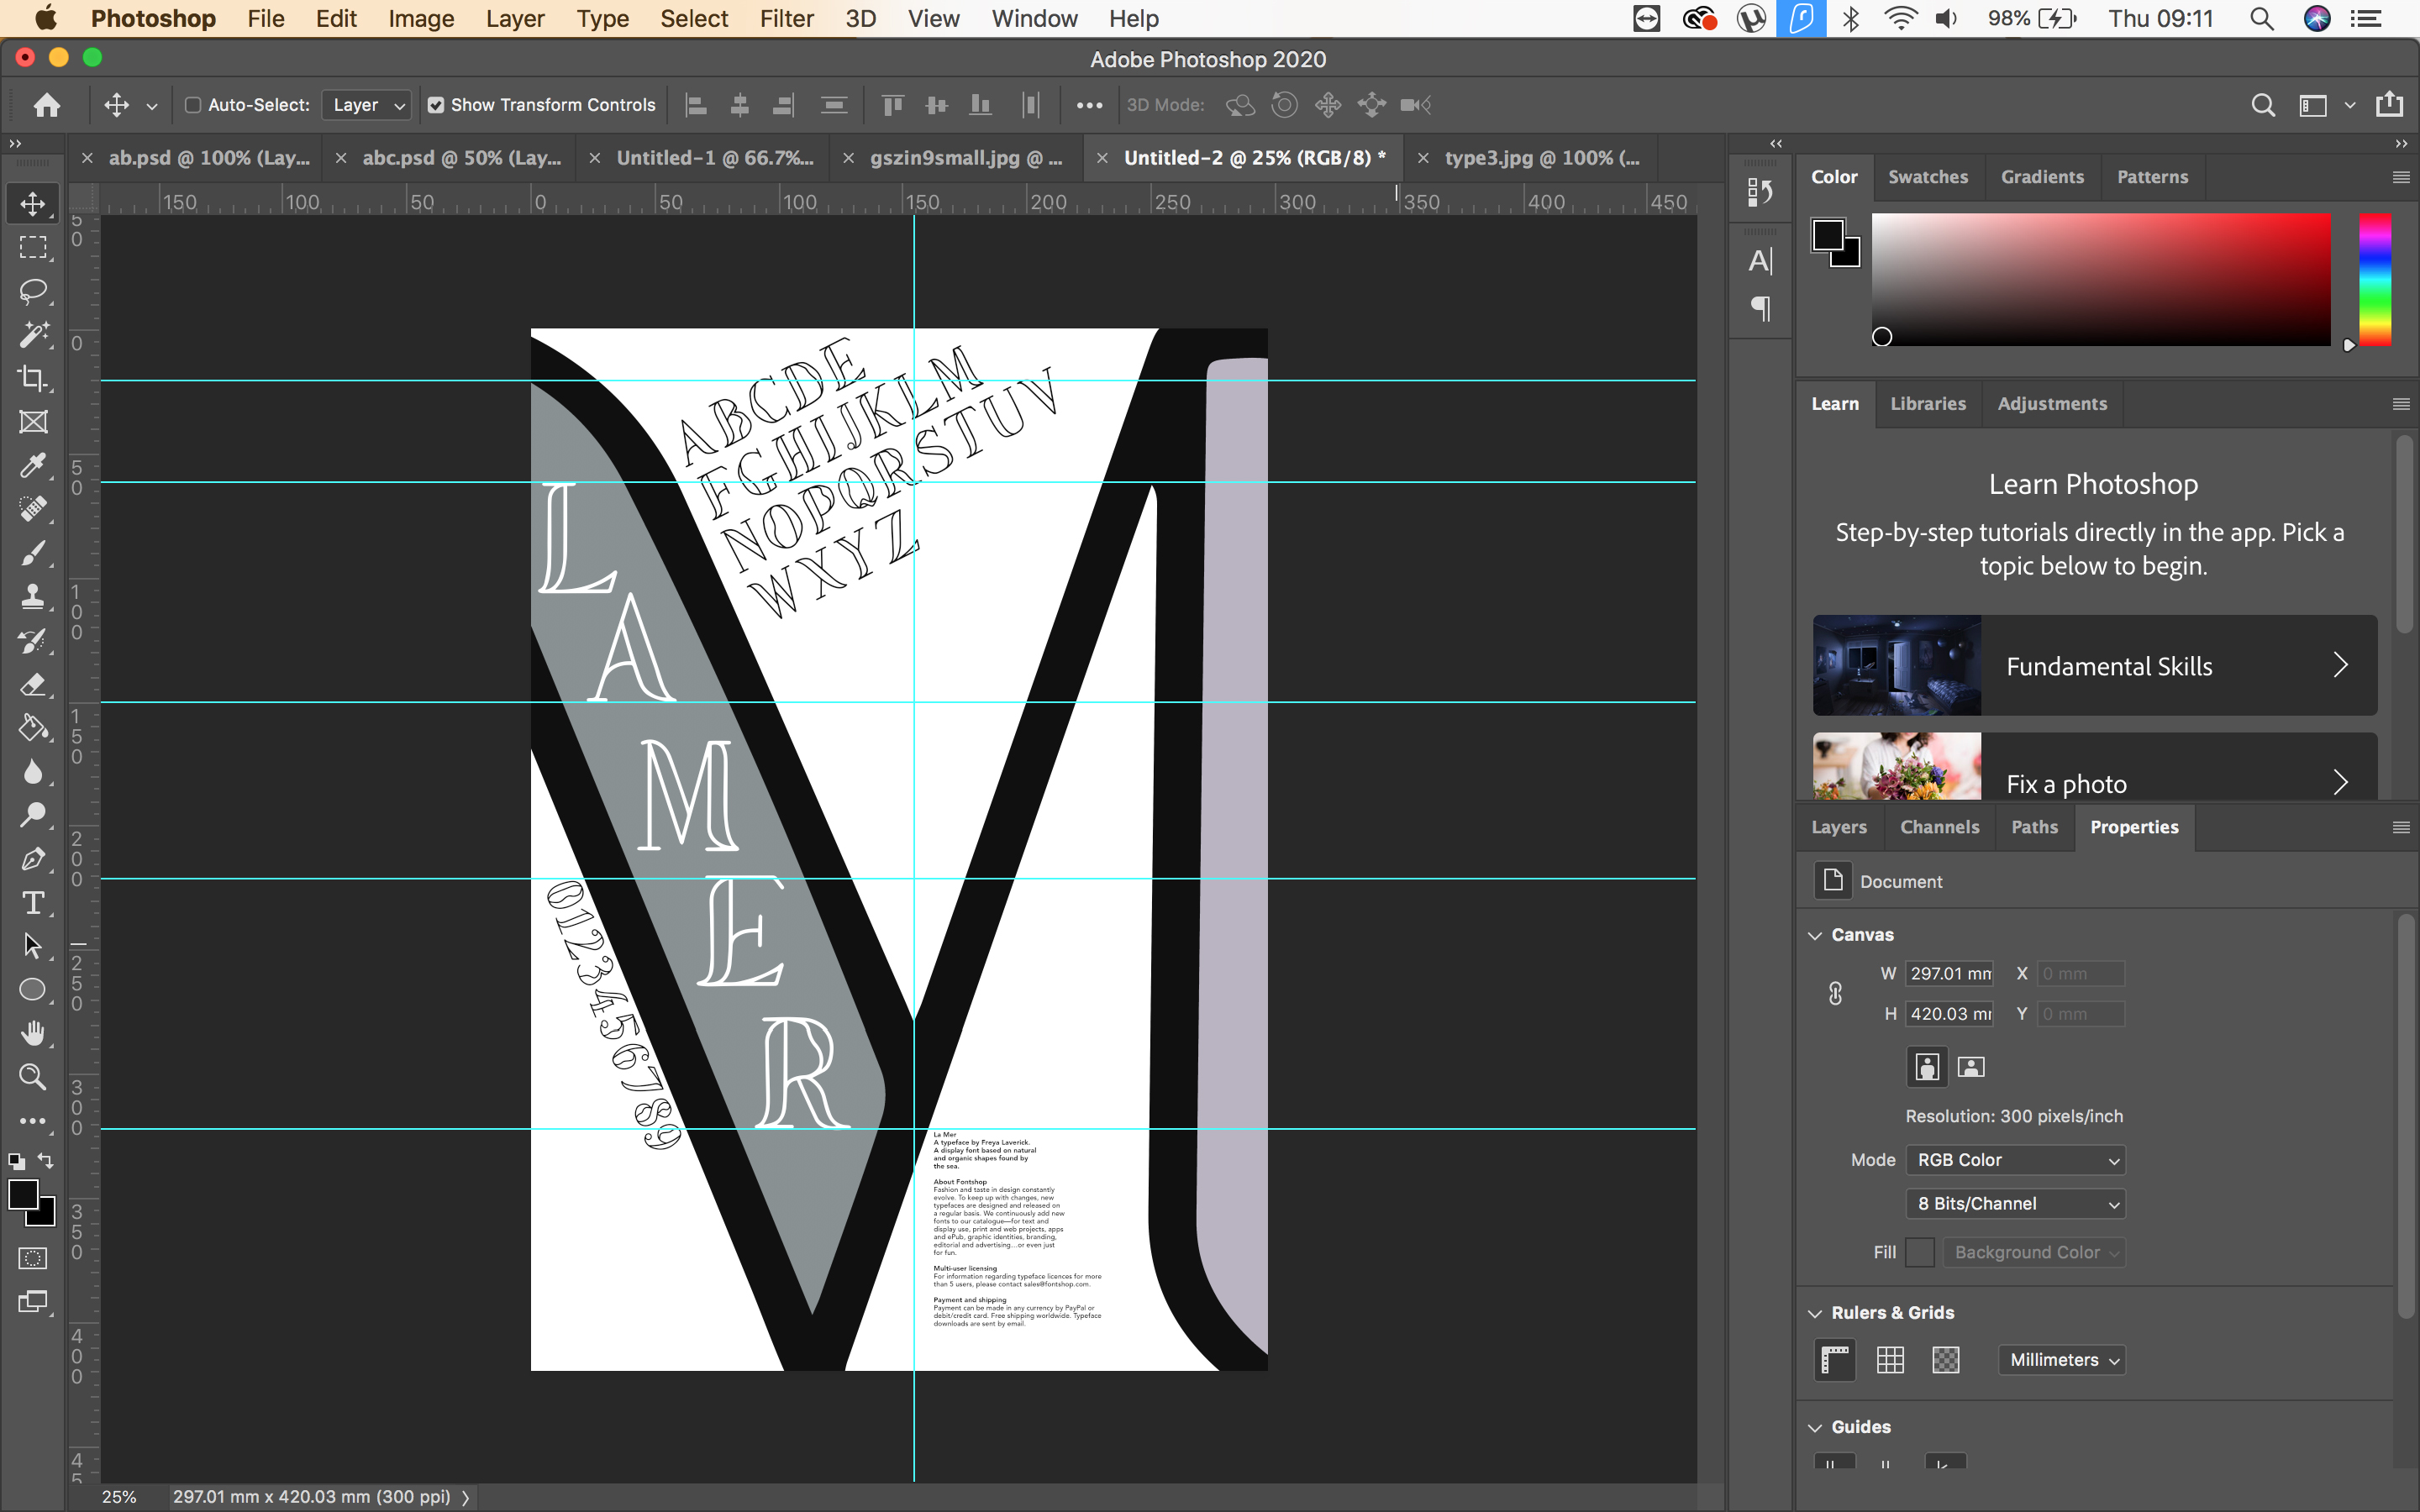 Photoshop File Edit Image Layer Type Select Filter 3D View Window Help 98% Thu 09:11
Adobe Photoshop 2020
Auto-Select: Layer Show Transform Controls 3D Mode:
ab.psd @ 100% (Lay... abc.psd @ 50% (Lay... Untitled-1 @ 66.7%... gszin9small.jpg @ ... Untitled-2 @ 25% (RGB/8) * type3.jpg @ 100% (...
150 100 50 0 50 100 150 200 250 300 350 400 450
50
0
50
100
150
200
250
300
350
400
45
ABCDE
FGHIJKLM
NOPQRSTUV
WXYZ
LAMER
0123456789
La Mer
A typeface by Freya Laverick.
A display font based on natural
and organic shapes found by
the sea.
About Fontshop
Fashion and taste in design constantly
evolve. To keep up with changes, new
typefaces are designed and released on
a regular basis. We continuously add new
fonts to our catalogue—for text and
display use, print and web projects, apps
and ePub, graphic identities, branding,
editorial and advertising...or even just
for fun.
Multi-user licensing
For information regarding typeface licences for more
than 5 users, please contact sales@fontshop.com.
Payment and shipping
Payment can be made in any currency by PayPal or
debit/credit card. Free shipping worldwide. Typeface
downloads are sent by email.
25% 297.01 mm x 420.03 mm (300 ppi)
Color Swatches Gradients Patterns
Learn Libraries Adjustments
Learn Photoshop
Step-by-step tutorials directly in the app. Pick a
topic below to begin.
Fundamental Skills
Fix a photo
Layers Channels Paths Properties
Document
Canvas
W 297.01 mm X 0 mm
H 420.03 mm Y 0 mm
Resolution: 300 pixels/inch
Mode RGB Color
8 Bits/Channel
Fill Background Color
Rulers & Grids
Millimeters
Guides